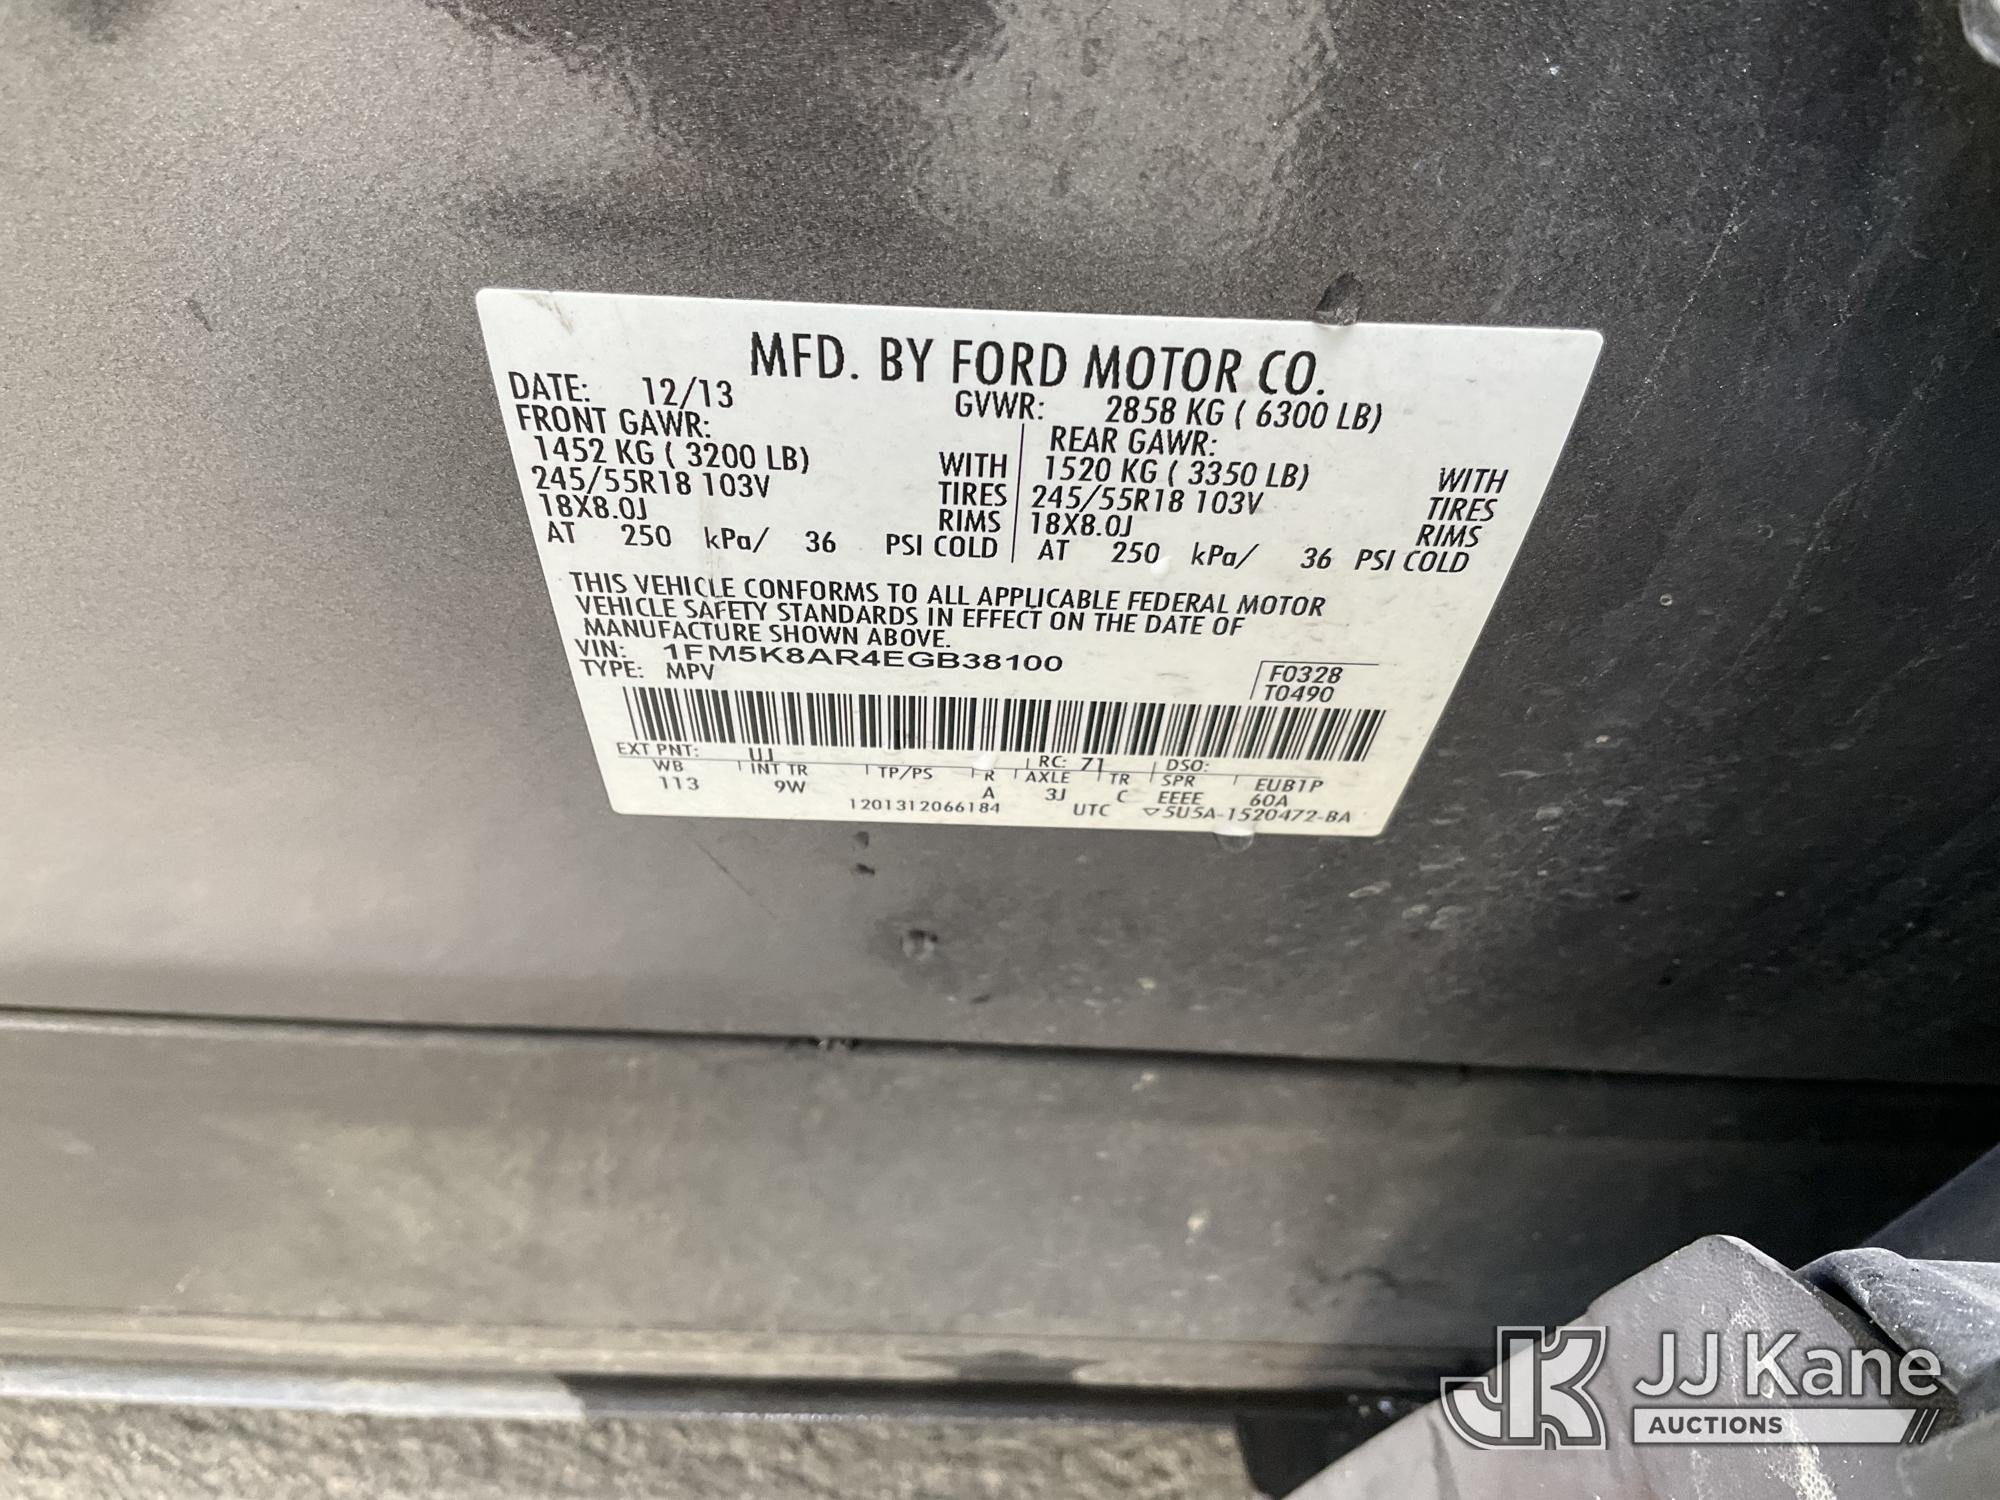 MFD. BY FORD MOTOR CO.
DATE: 12/13 GVWR: 2858 KG ( 6300 LB)
FRONT GAWR: REAR GAWR:
1452 KG ( 3200 LB) WITH 1520 KG ( 3350 LB) WITH
245/55R18 103V TIRES 245/55R18 103V TIRES
18X8.0J RIMS 18X8.0J RIMS
AT 250 kPa/ 36 PSI COLD AT 250 kPa/ 36 PSI COLD
THIS VEHICLE CONFORMS TO ALL APPLICABLE FEDERAL MOTOR
VEHICLE SAFETY STANDARDS IN EFFECT ON THE DATE OF
MANUFACTURE SHOWN ABOVE.
VIN: 1FM5K8AR4EGB38100
TYPE: MPV F0328
T0490
EXT PNT: UJ RC: 71 DSO:
WB INT TR TP/PS R AXLE TR SPR EUB1P
113 9W A 3J C EEEE 60A
1201312066184 UTC ▽5U5A-1520472-BA
JK JJ Kane
AUCTIONS